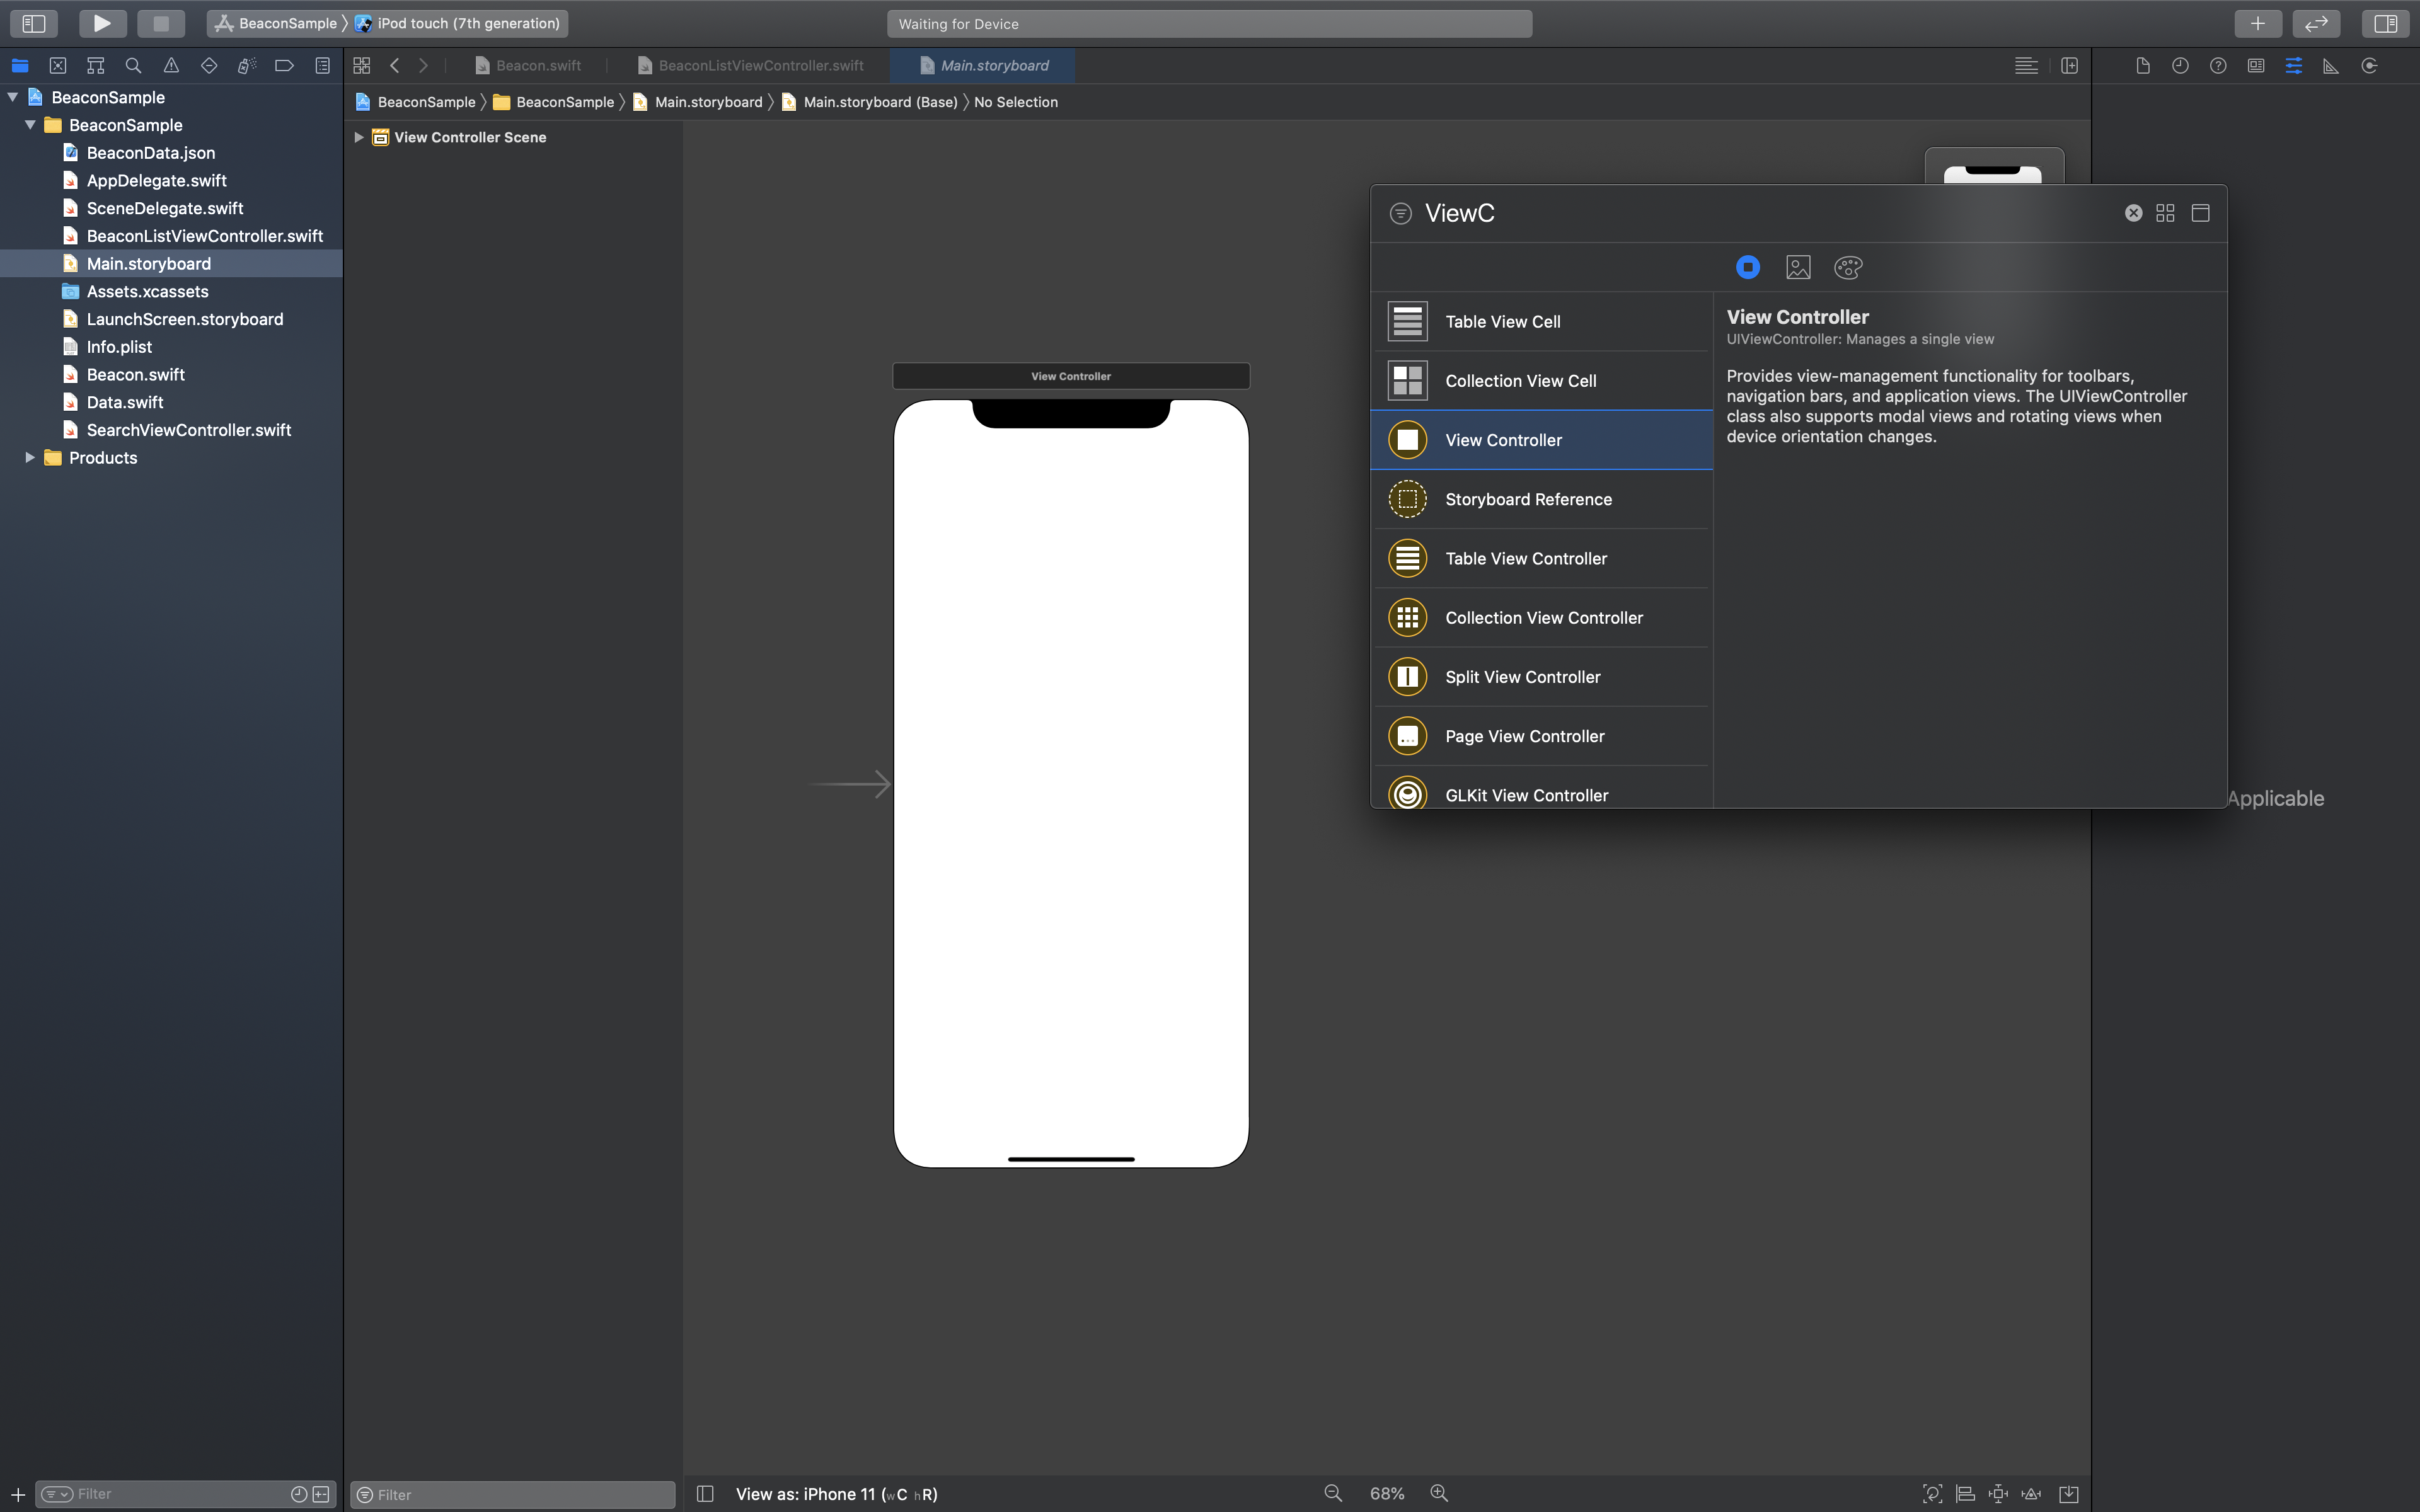 BeaconSample 〉 iPod touch (7th generation)
Waiting for Device
Beacon.swift
BeaconListViewController.swift
Main.storyboard
BeaconSample 〉 BeaconSample 〉 Main.storyboard 〉 Main.storyboard (Base) 〉 No Selection
BeaconSample
BeaconSample
BeaconData.json
AppDelegate.swift
SceneDelegate.swift
BeaconListViewController.swift
Main.storyboard
Assets.xcassets
LaunchScreen.storyboard
Info.plist
Beacon.swift
Data.swift
SearchViewController.swift
Products
View Controller Scene
View Controller
ViewC
Table View Cell
Collection View Cell
View Controller
Storyboard Reference
Table View Controller
Collection View Controller
Split View Controller
Page View Controller
GLKit View Controller
View Controller
UIViewController: Manages a single view
Provides view-management functionality for toolbars,
navigation bars, and application views. The UIViewController
class also supports modal views and rotating views when
device orientation changes.
Applicable
Filter
Filter
View as: iPhone 11 (wC hR)
68%